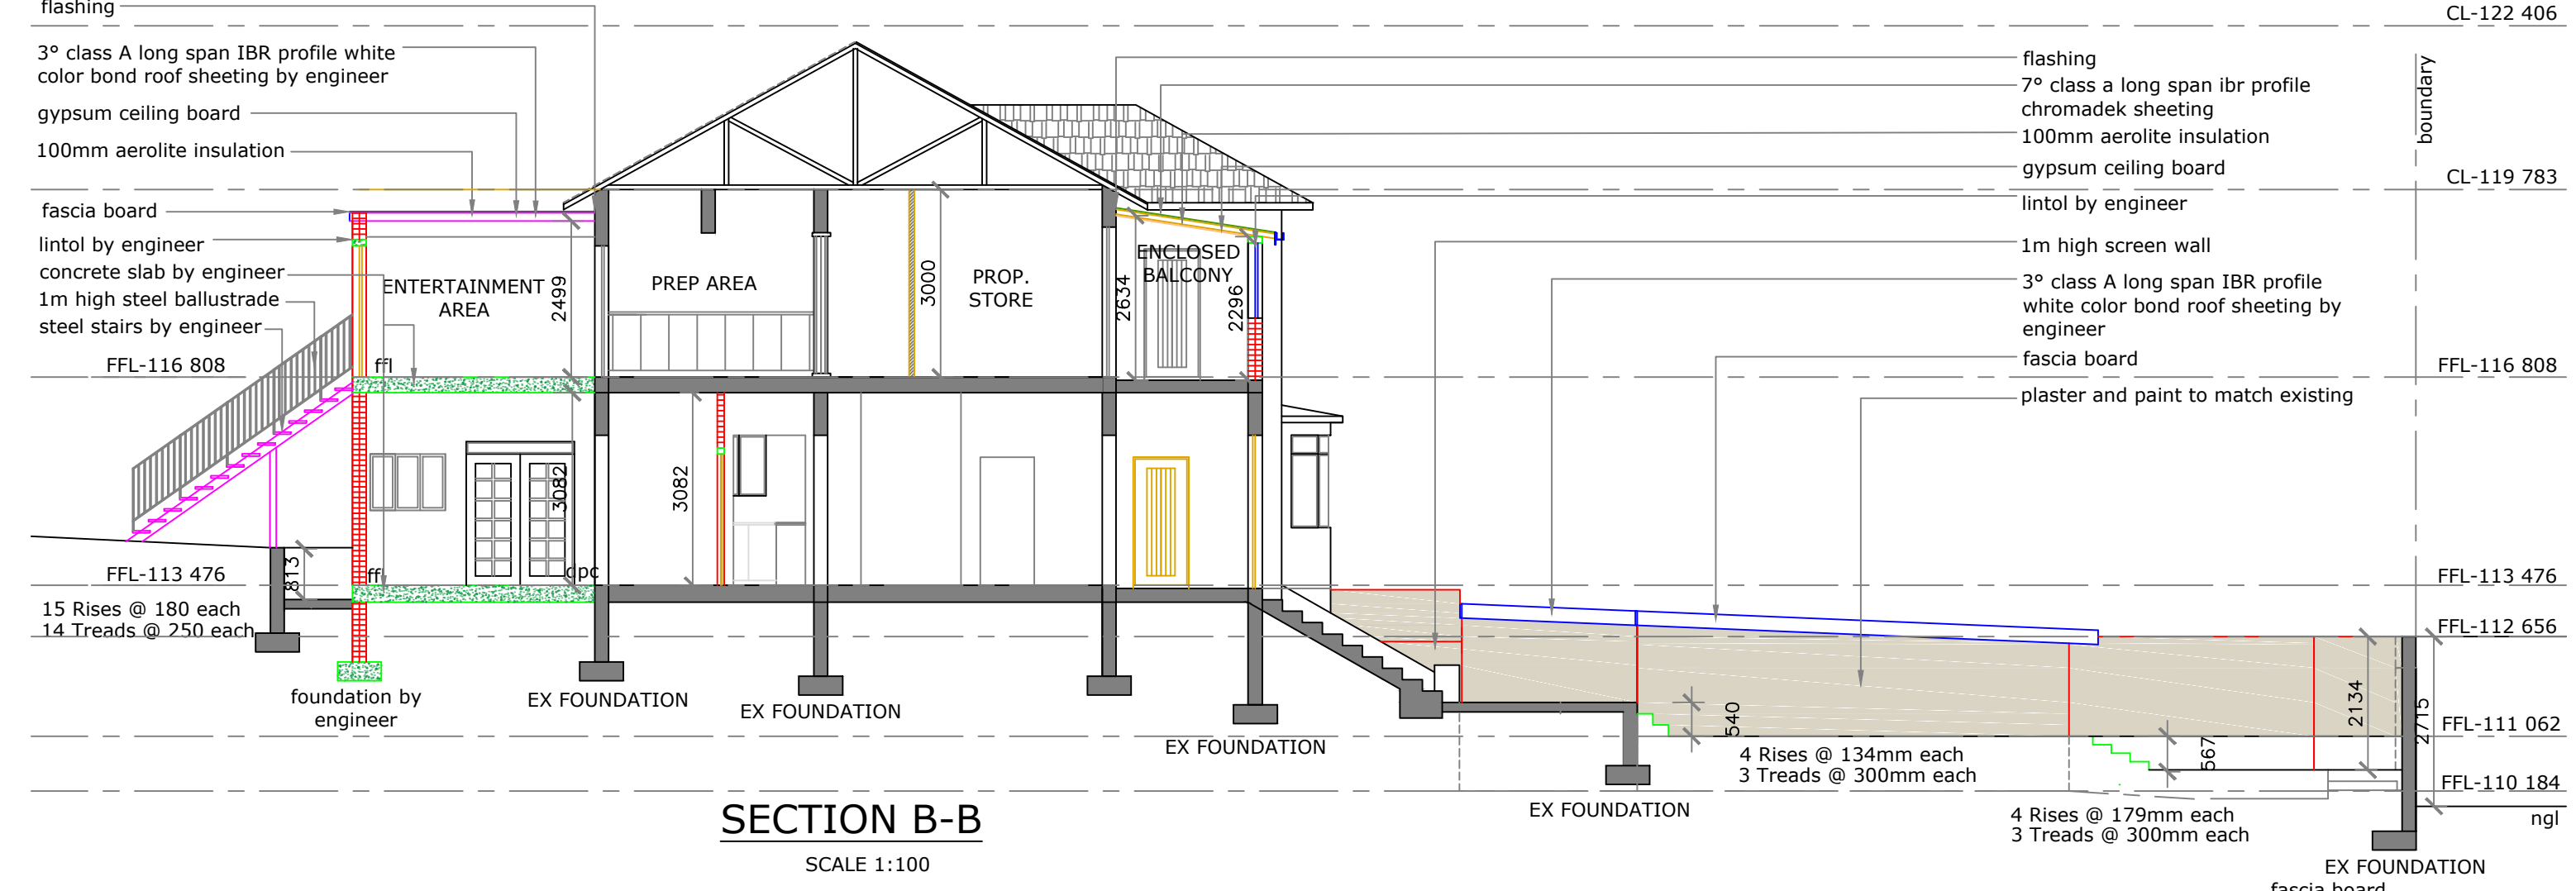 flashing
3° class A long span IBR profile white
color bond roof sheeting by engineer
gypsum ceiling board
100mm aerolite insulation
fascia board
lintol by engineer
concrete slab by engineer
1m high steel ballustrade
steel stairs by engineer
FFL-116 808
FFL-113 476
15 Rises @ 180 each
14 Treads @ 250 each
813
ffl
ffl
dpc
ENTERTAINMENT
AREA
2499
3082
PREP AREA
3000
PROP.
STORE
3082
2634
ENCLOSED
BALCONY
2296
foundation by
engineer
EX FOUNDATION
EX FOUNDATION
EX FOUNDATION
EX FOUNDATION
SECTION B-B
SCALE 1:100
flashing
7° class a long span ibr profile
chromadek sheeting
100mm aerolite insulation
gypsum ceiling board
lintol by engineer
1m high screen wall
3° class A long span IBR profile
white color bond roof sheeting by
engineer
fascia board
plaster and paint to match existing
boundary
CL-122 406
CL-119 783
FFL-116 808
FFL-113 476
FFL-112 656
FFL-111 062
FFL-110 184
ngl
540
4 Rises @ 134mm each
3 Treads @ 300mm each
567
2134
2715
4 Rises @ 179mm each
3 Treads @ 300mm each
EX FOUNDATION
fascia board